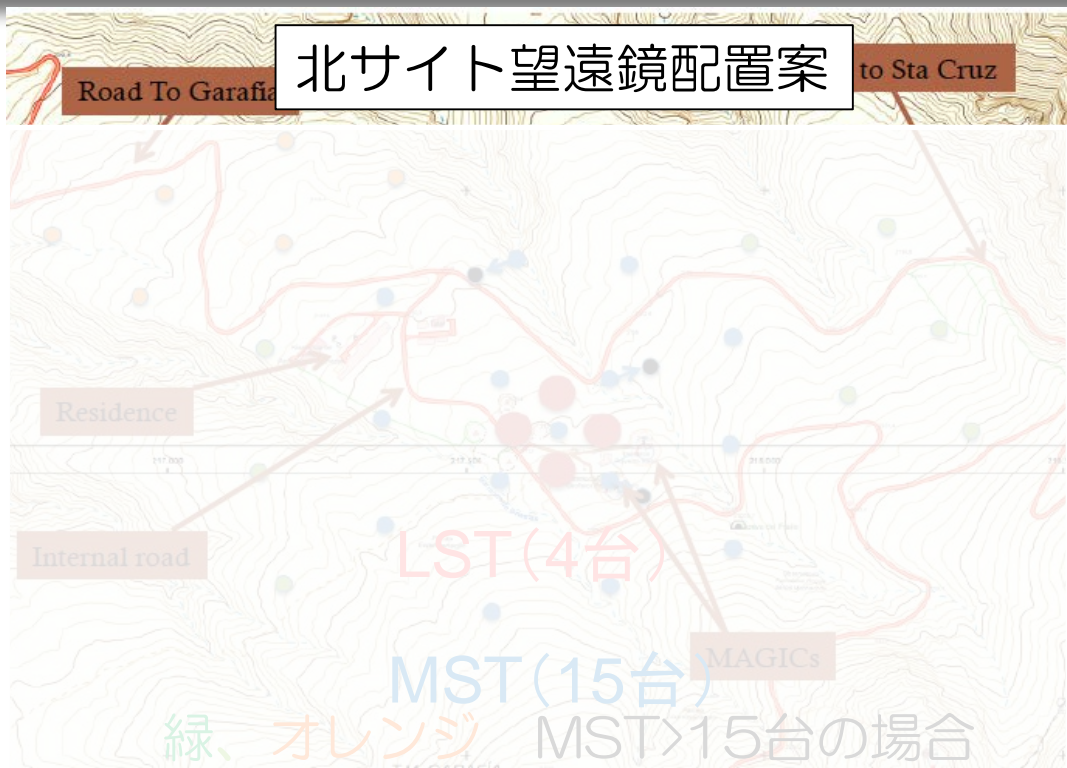 北サイト望遠鏡配置案
Road To Garafia
to Sta Cruz
Residence
Internal road
LST(4台)
MAGICs
MST(15台)
緑、オレンジ MST>15台の場合